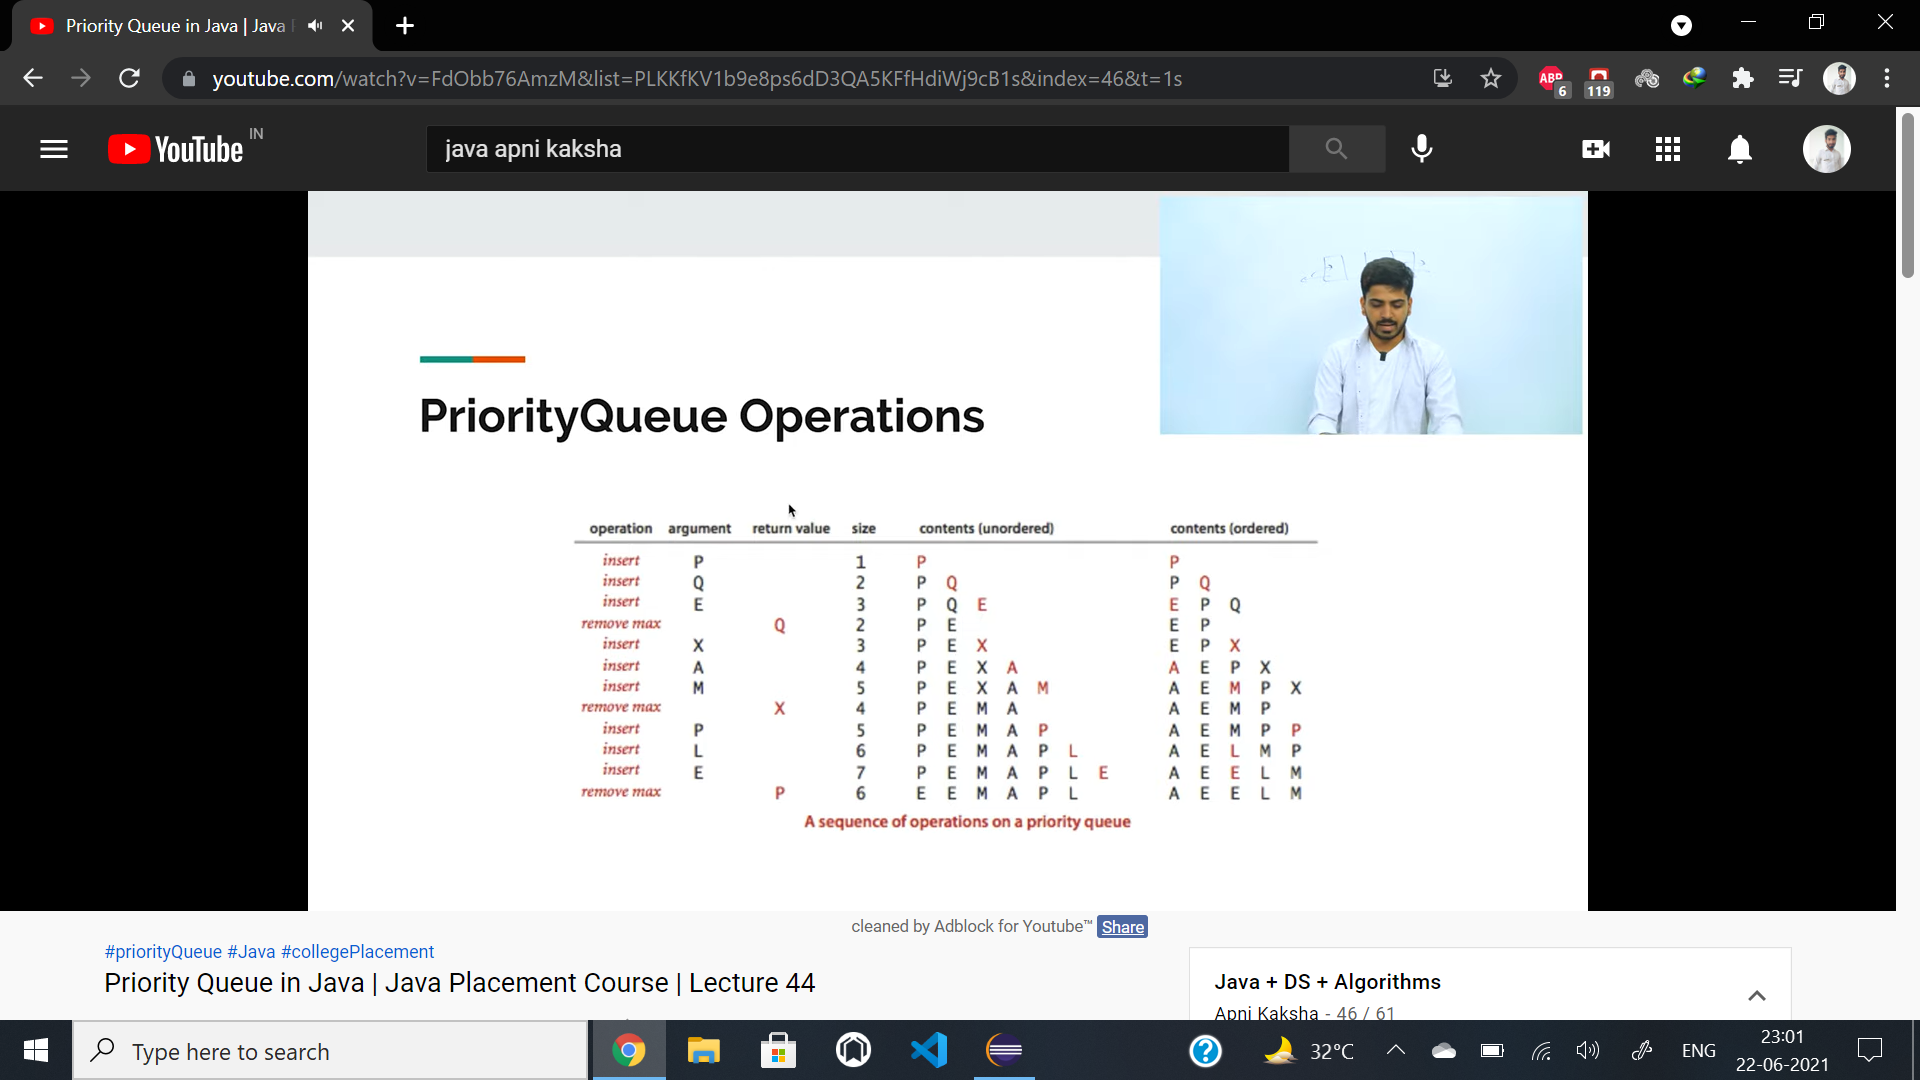 Priority Queue in Java | Java
youtube.com/watch?v=FdObb76AmzM&list=PLKKfKV1b9e8ps6dD3QA5KFfHdiWj9cB1s&index=46&t=1s
ABP 6 119
YouTube IN
java apni kaksha
PriorityQueue Operations
operation argument return value size contents (unordered) contents (ordered)
insert P 1 P P
insert Q 2 P Q P Q
insert E 3 P Q E E P Q
remove max Q 2 P E E P
insert X 3 P E X E P X
insert A 4 P E X A A E P X
insert M 5 P E X A M A E M P X
remove max X 4 P E M A A E M P
insert P 5 P E M A P A E M P P
insert L 6 P E M A P L A E L M P
insert E 7 P E M A P L E A E E L M
remove max P 6 E E M A P L A E E L M
A sequence of operations on a priority queue
cleaned by Adblock for Youtube™ Share
#priorityQueue #Java #collegePlacement
Priority Queue in Java | Java Placement Course | Lecture 44
Java + DS + Algorithms
Apni Kaksha - 46 / 61
Type here to search
32°C
ENG
23:01
22-06-2021